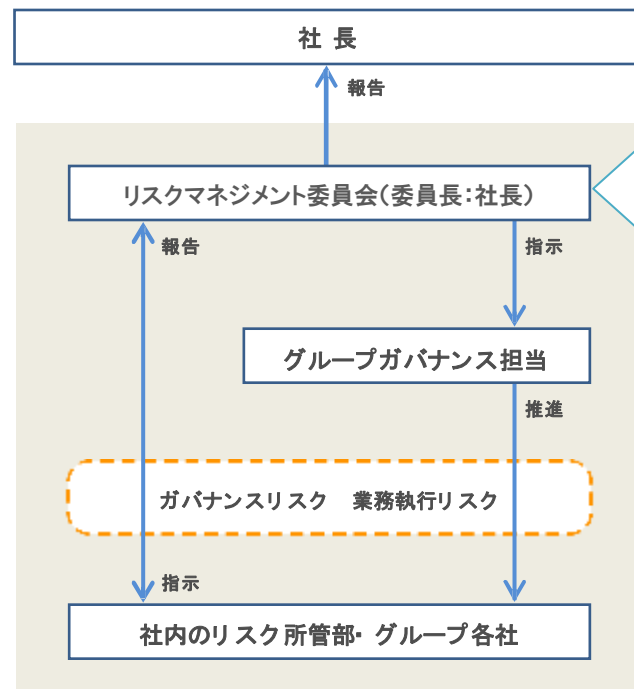 社 長
報告
リスクマネジメント委員会(委員長:社長)
報告
指示
グループガバナンス担当
推進
ガバナンスリスク　業務執行リスク
指示
社内のリスク所管部・グループ各社